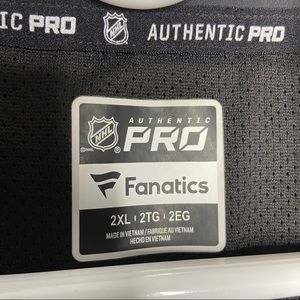 IC PRO NHL AUTHENTIC PRO
NHL
AUTHENTIC
PRO
Fanatics
2XL 2TG 2EG
MADE IN VIETNAM / FABRIQUÉ AU VIETNAM
HECHO EN VIETNAM